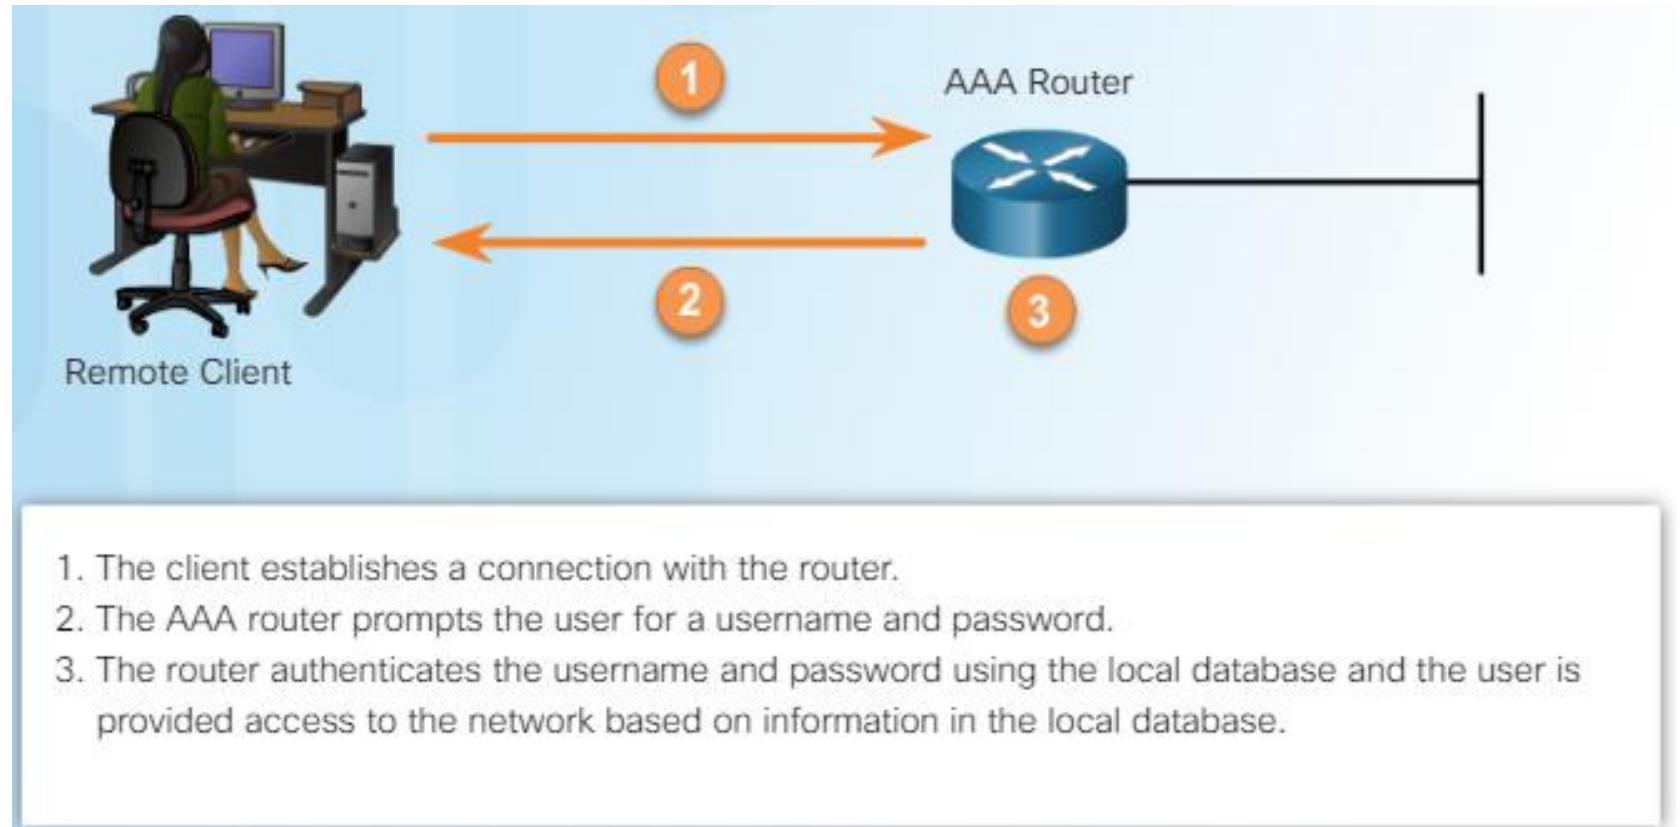 1
AAA Router
2
3
Remote Client
1. The client establishes a connection with the router.
2. The AAA router prompts the user for a username and password.
3. The router authenticates the username and password using the local database and the user is
provided access to the network based on information in the local database.